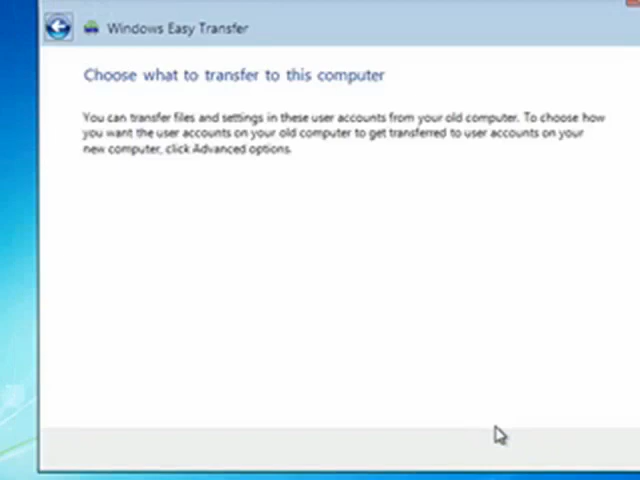 Windows Easy Transfer
Choose what to transfer to this computer
You can transfer files and settings in these user accounts from your old computer. To choose how
you want the user accounts on your old computer to get transferred to user accounts on your
new computer, click Advanced options.